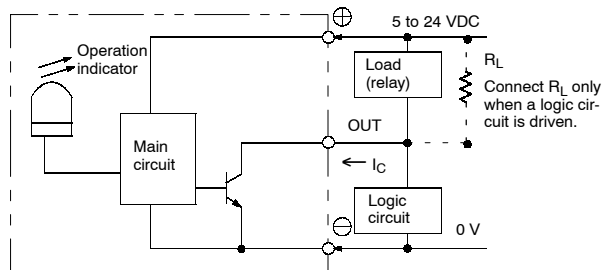 ⊕
5 to 24 VDC
Operation
indicator
Load
(relay)
RL
Connect RL only
when a logic cir-
cuit is driven.
OUT
Main
circuit
IC
Logic
circuit
⊖
0 V